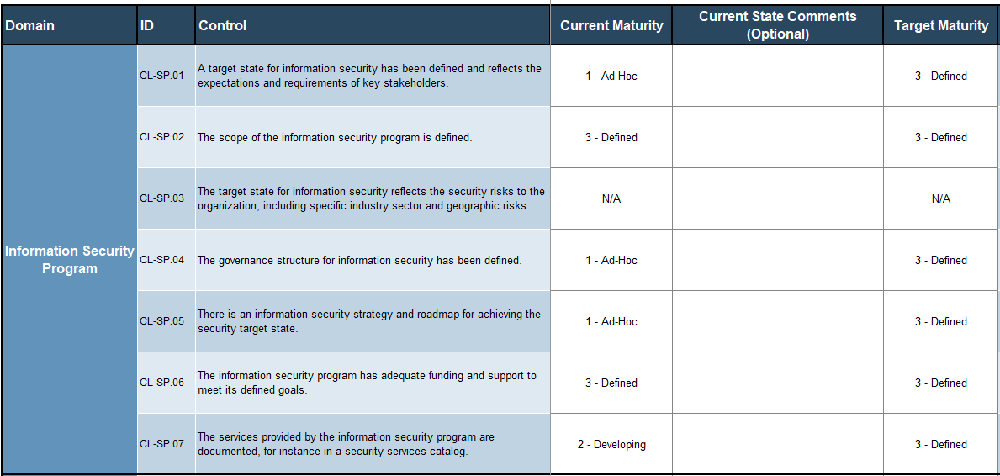 Domain ID Control Current Maturity Current State Comments Target Maturity
(Optional)
CL-SP.01 A target state for information security has been defined and reflects the 1 - Ad-Hoc 3 - Defined
expectations and requirements of key stakeholders.
CL-SP.02 The scope of the information security program is defined. 3 - Defined 3 - Defined
CL-SP.03 The target state for information security reflects the security risks to the N/A N/A
organization, including specific industry sector and geographic risks.
Information Security CL-SP.04 The governance structure for information security has been defined. 1 - Ad-Hoc 3 - Defined
Program
CL-SP.05 There is an information security strategy and roadmap for achieving the 1 - Ad-Hoc 3 - Defined
security target state.
CL-SP.06 The information security program has adequate funding and support to 3 - Defined 3 - Defined
meet its defined goals.
CL-SP.07 The services provided by the information security program are 2 - Developing 3 - Defined
documented, for instance in a security services catalog.